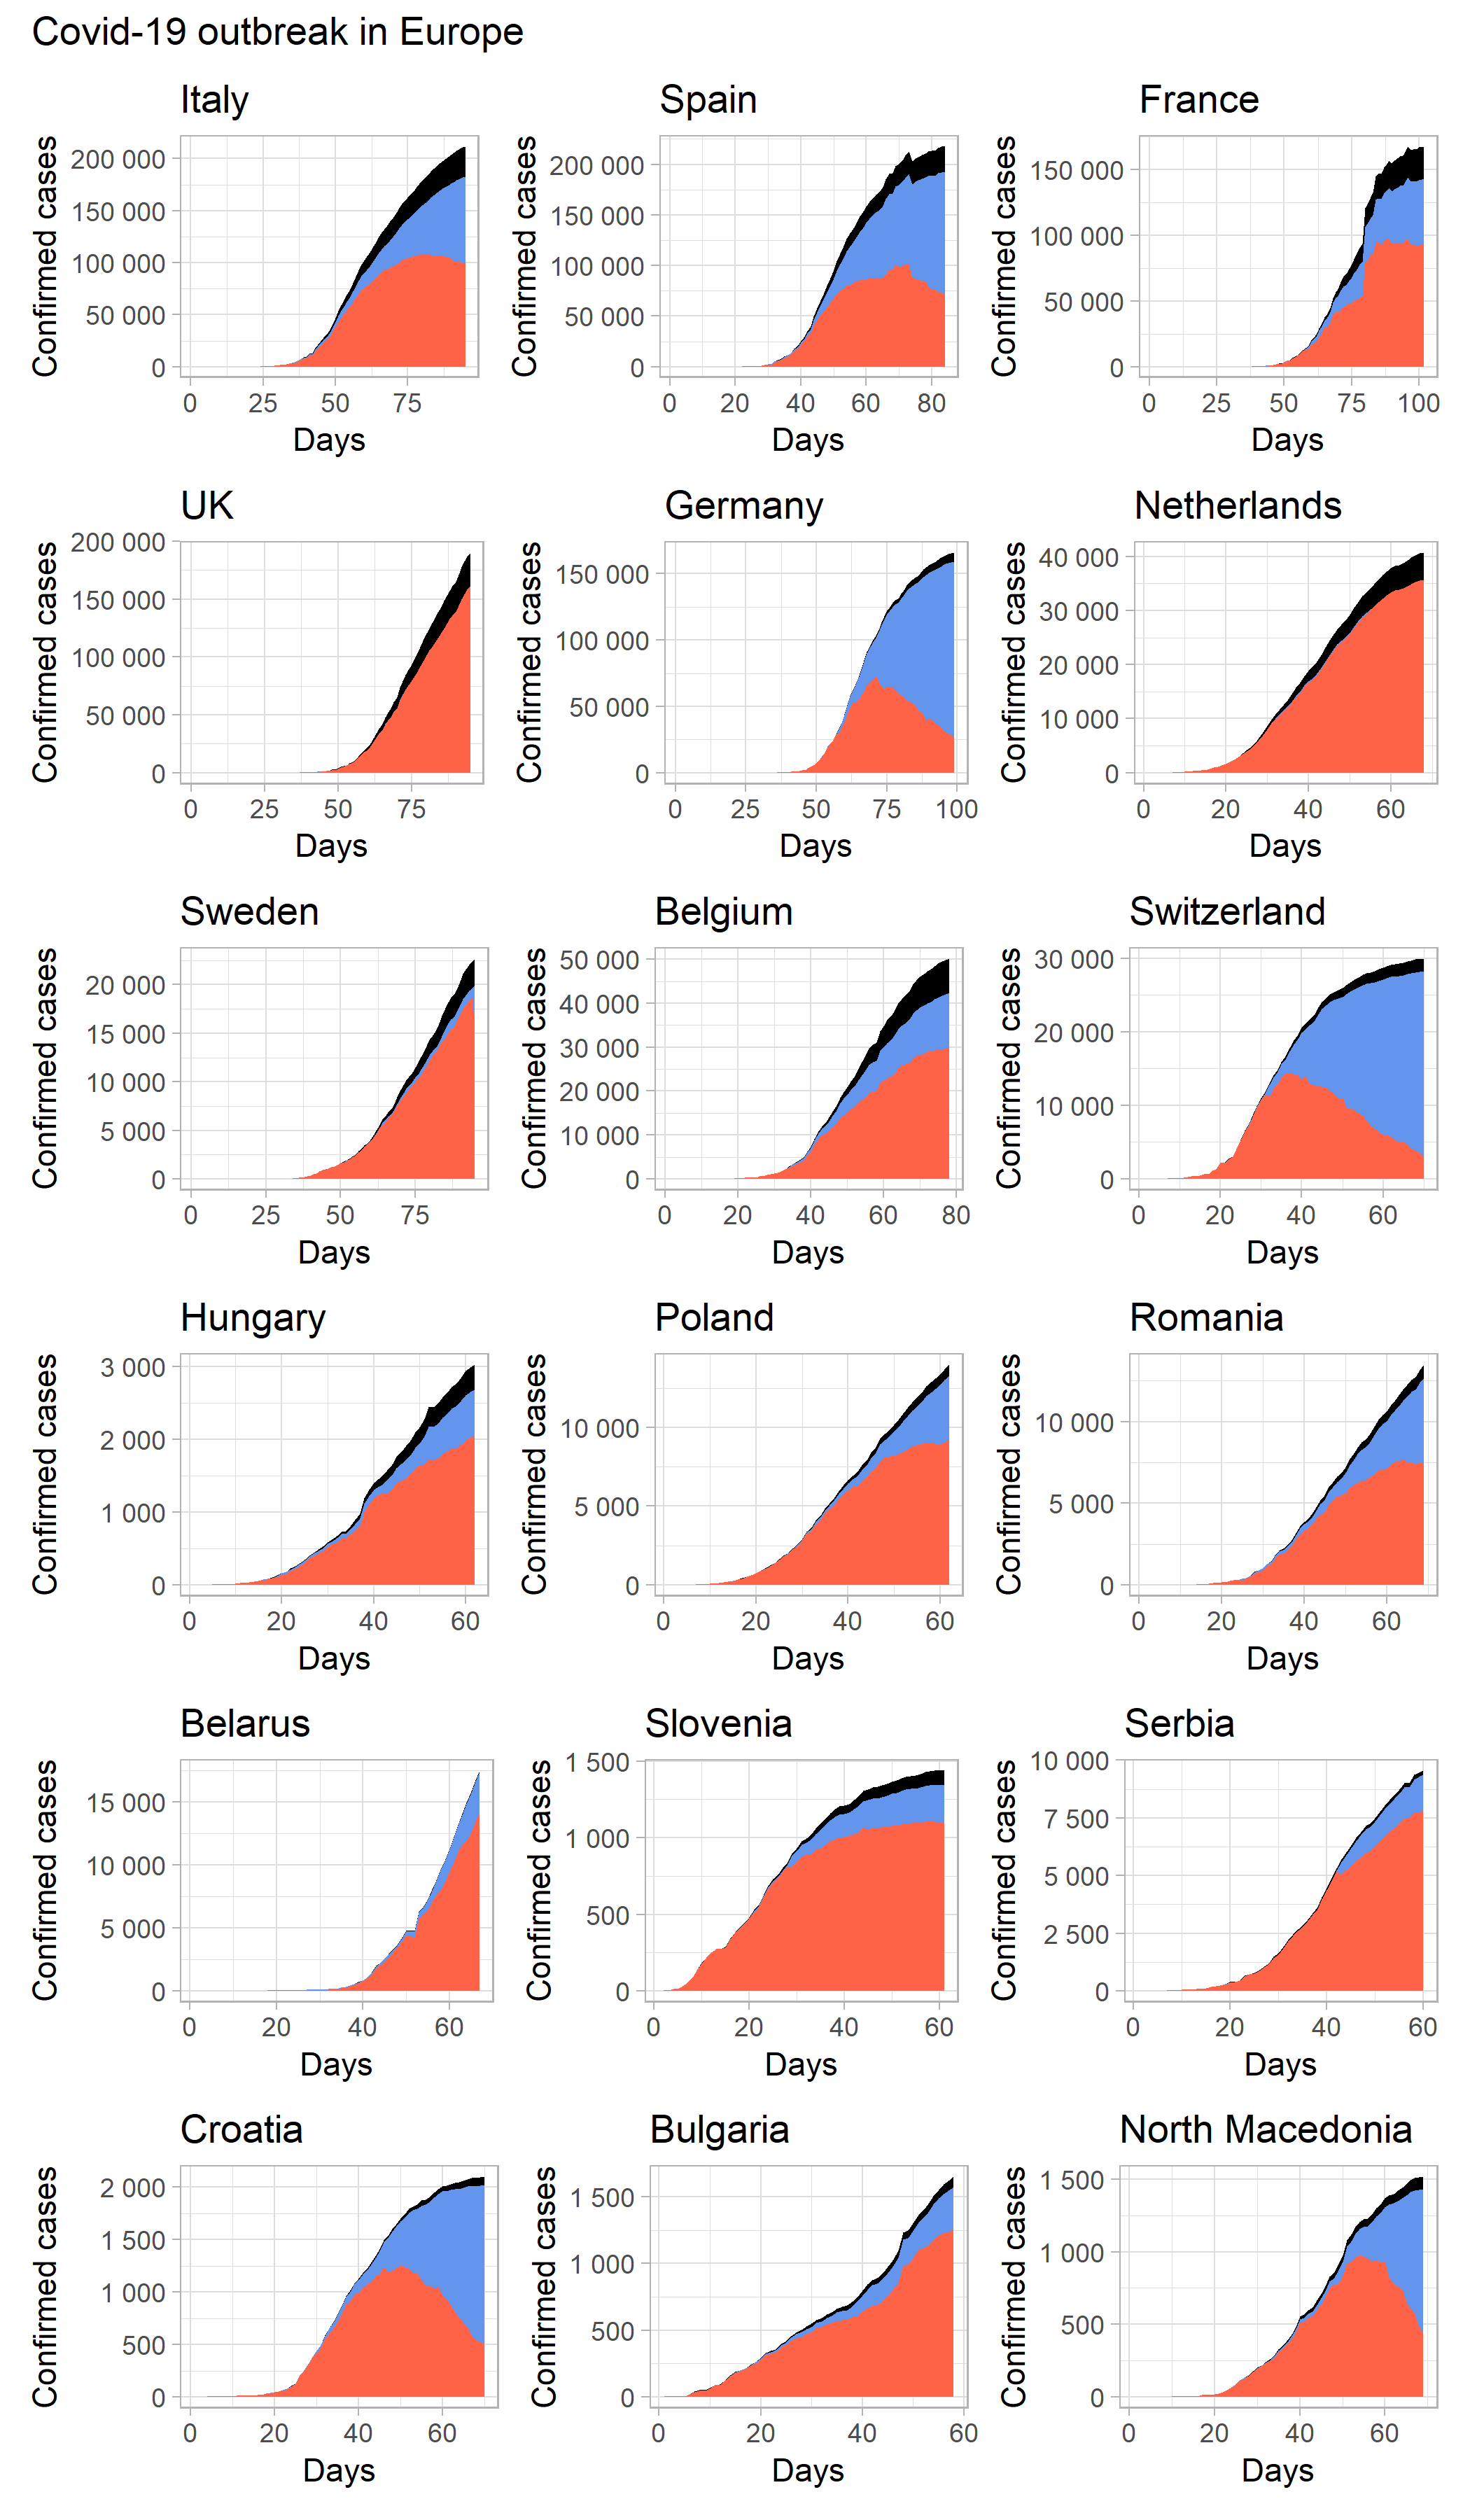 Covid-19 outbreak in Europe
Italy
Confirmed cases
200 000
150 000
100 000
50 000
0
0 25 50 75
Days
Spain
Confirmed cases
200 000
150 000
100 000
50 000
0
0 20 40 60 80
Days
France
Confirmed cases
150 000
100 000
50 000
0
0 25 50 75 100
Days
UK
Confirmed cases
200 000
150 000
100 000
50 000
0
0 25 50 75
Days
Germany
Confirmed cases
150 000
100 000
50 000
0
0 25 50 75 100
Days
Netherlands
Confirmed cases
40 000
30 000
20 000
10 000
0
0 20 40 60
Days
Sweden
Confirmed cases
20 000
15 000
10 000
5 000
0
0 25 50 75
Days
Belgium
Confirmed cases
50 000
40 000
30 000
20 000
10 000
0
0 20 40 60 80
Days
Switzerland
Confirmed cases
30 000
20 000
10 000
0
0 20 40 60
Days
Hungary
Confirmed cases
3 000
2 000
1 000
0
0 20 40 60
Days
Poland
Confirmed cases
10 000
5 000
0
0 20 40 60
Days
Romania
Confirmed cases
10 000
5 000
0
0 20 40 60
Days
Belarus
Confirmed cases
15 000
10 000
5 000
0
0 20 40 60
Days
Slovenia
Confirmed cases
1 500
1 000
500
0
0 20 40 60
Days
Serbia
Confirmed cases
10 000
7 500
5 000
2 500
0
0 20 40 60
Days
Croatia
Confirmed cases
2 000
1 500
1 000
500
0
0 20 40 60
Days
Bulgaria
Confirmed cases
1 500
1 000
500
0
0 20 40 60
Days
North Macedonia
Confirmed cases
1 500
1 000
500
0
0 20 40 60
Days